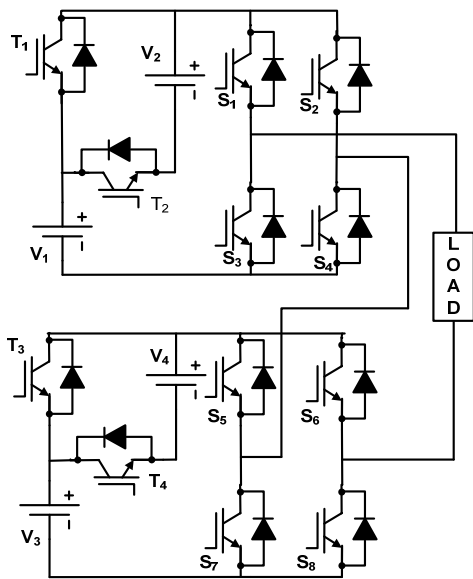 T1
V2
+
S1
S2
T2
+
V1
S3
S4
LOAD
T3
V4
+
S5
S6
T4
+
V3
S7
S8